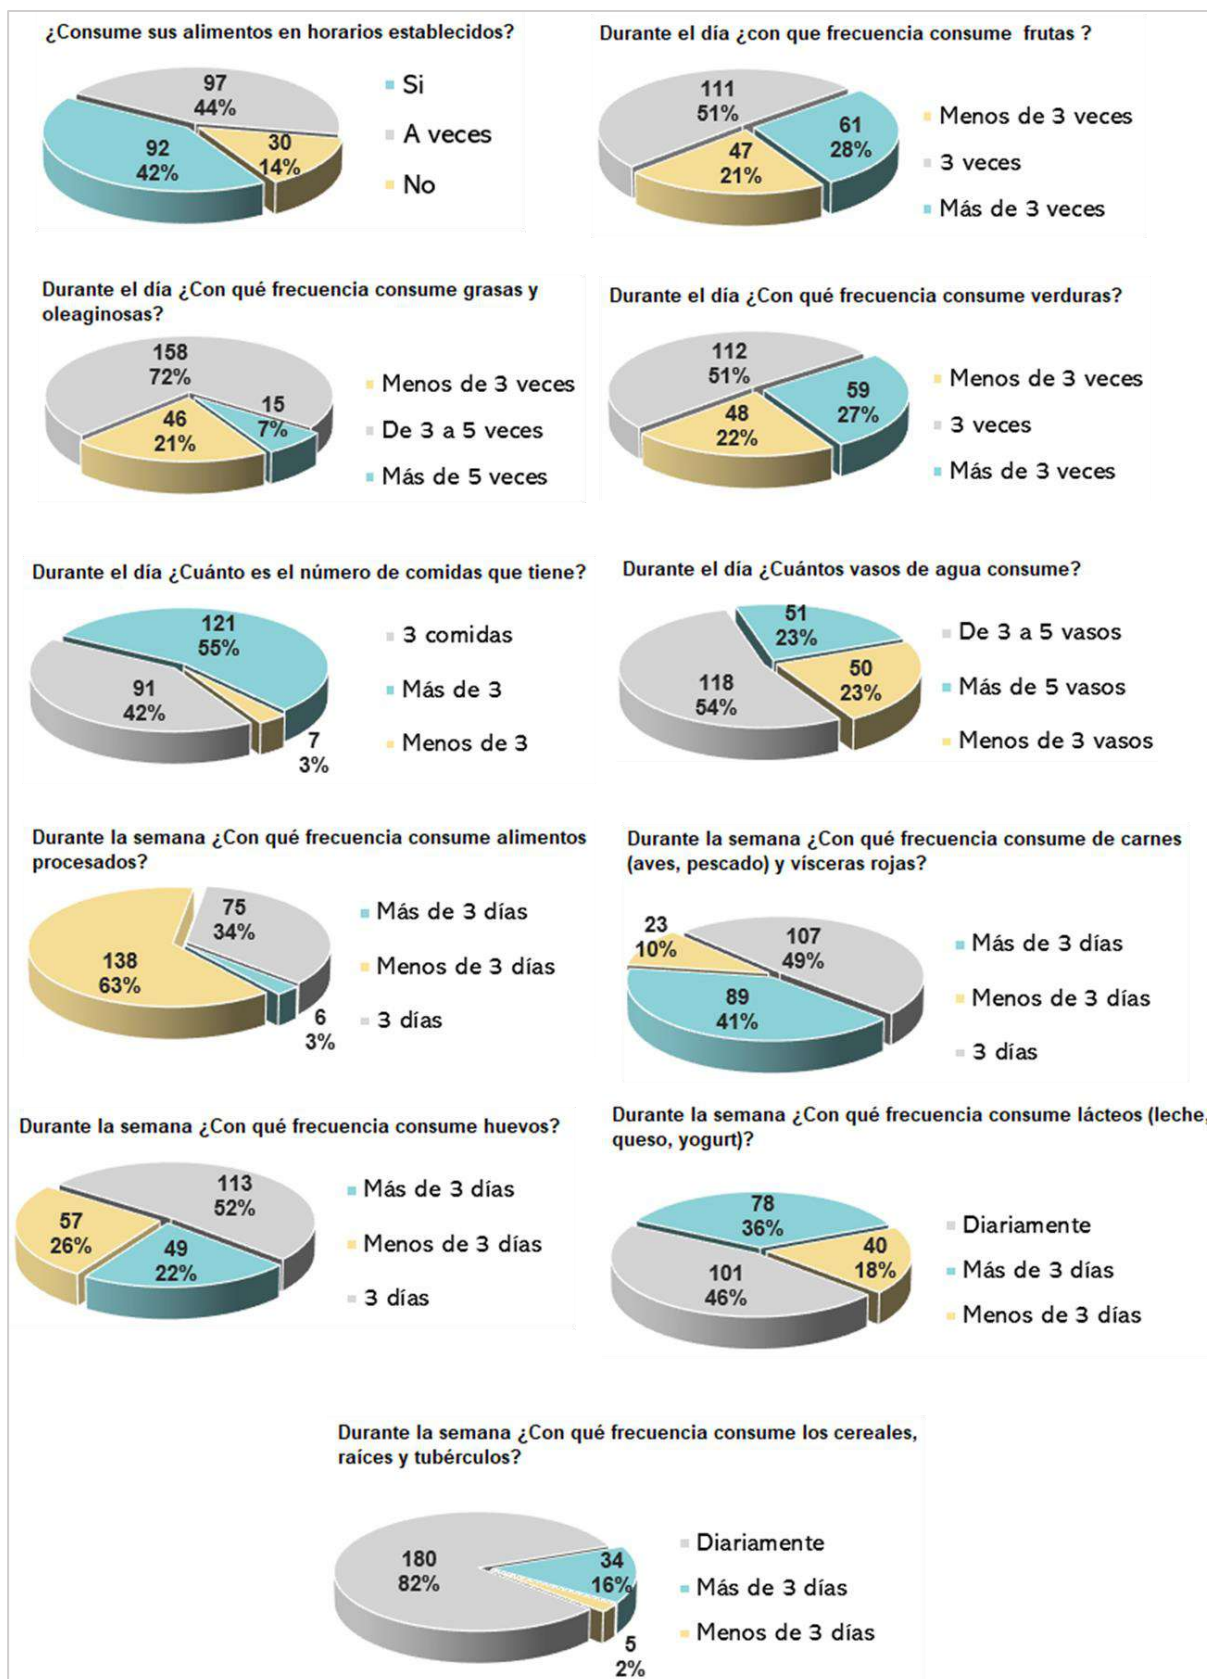 ¿Consume sus alimentos en horarios establecidos?
97
44%
92
42%
30
14%
Si
A veces
No
Durante el día ¿con que frecuencia consume frutas ?
111
51%
61
28%
47
21%
Menos de 3 veces
3 veces
Más de 3 veces
Durante el día ¿Con qué frecuencia consume grasas y
oleaginosas?
158
72%
15
7%
46
21%
Menos de 3 veces
De 3 a 5 veces
Más de 5 veces
Durante el día ¿Con qué frecuencia consume verduras?
112
51%
59
27%
48
22%
Menos de 3 veces
3 veces
Más de 3 veces
Durante el día ¿Cuánto es el número de comidas que tiene?
121
55%
91
42%
7
3%
3 comidas
Más de 3
Menos de 3
Durante el día ¿Cuántos vasos de agua consume?
51
23%
50
23%
118
54%
De 3 a 5 vasos
Más de 5 vasos
Menos de 3 vasos
Durante la semana ¿Con qué frecuencia consume alimentos
procesados?
75
34%
138
63%
6
3%
Más de 3 días
Menos de 3 días
3 días
Durante la semana ¿Con qué frecuencia consume de carnes
(aves, pescado) y vísceras rojas?
23
10%
107
49%
89
41%
Más de 3 días
Menos de 3 días
3 días
Durante la semana ¿Con qué frecuencia consume huevos?
113
52%
57
26%
49
22%
Más de 3 días
Menos de 3 días
3 días
Durante la semana ¿Con qué frecuencia consume lácteos (leche,
queso, yogurt)?
78
36%
40
18%
101
46%
Diariamente
Más de 3 días
Menos de 3 días
Durante la semana ¿Con qué frecuencia consume los cereales,
raíces y tubérculos?
180
82%
34
16%
5
2%
Diariamente
Más de 3 días
Menos de 3 días